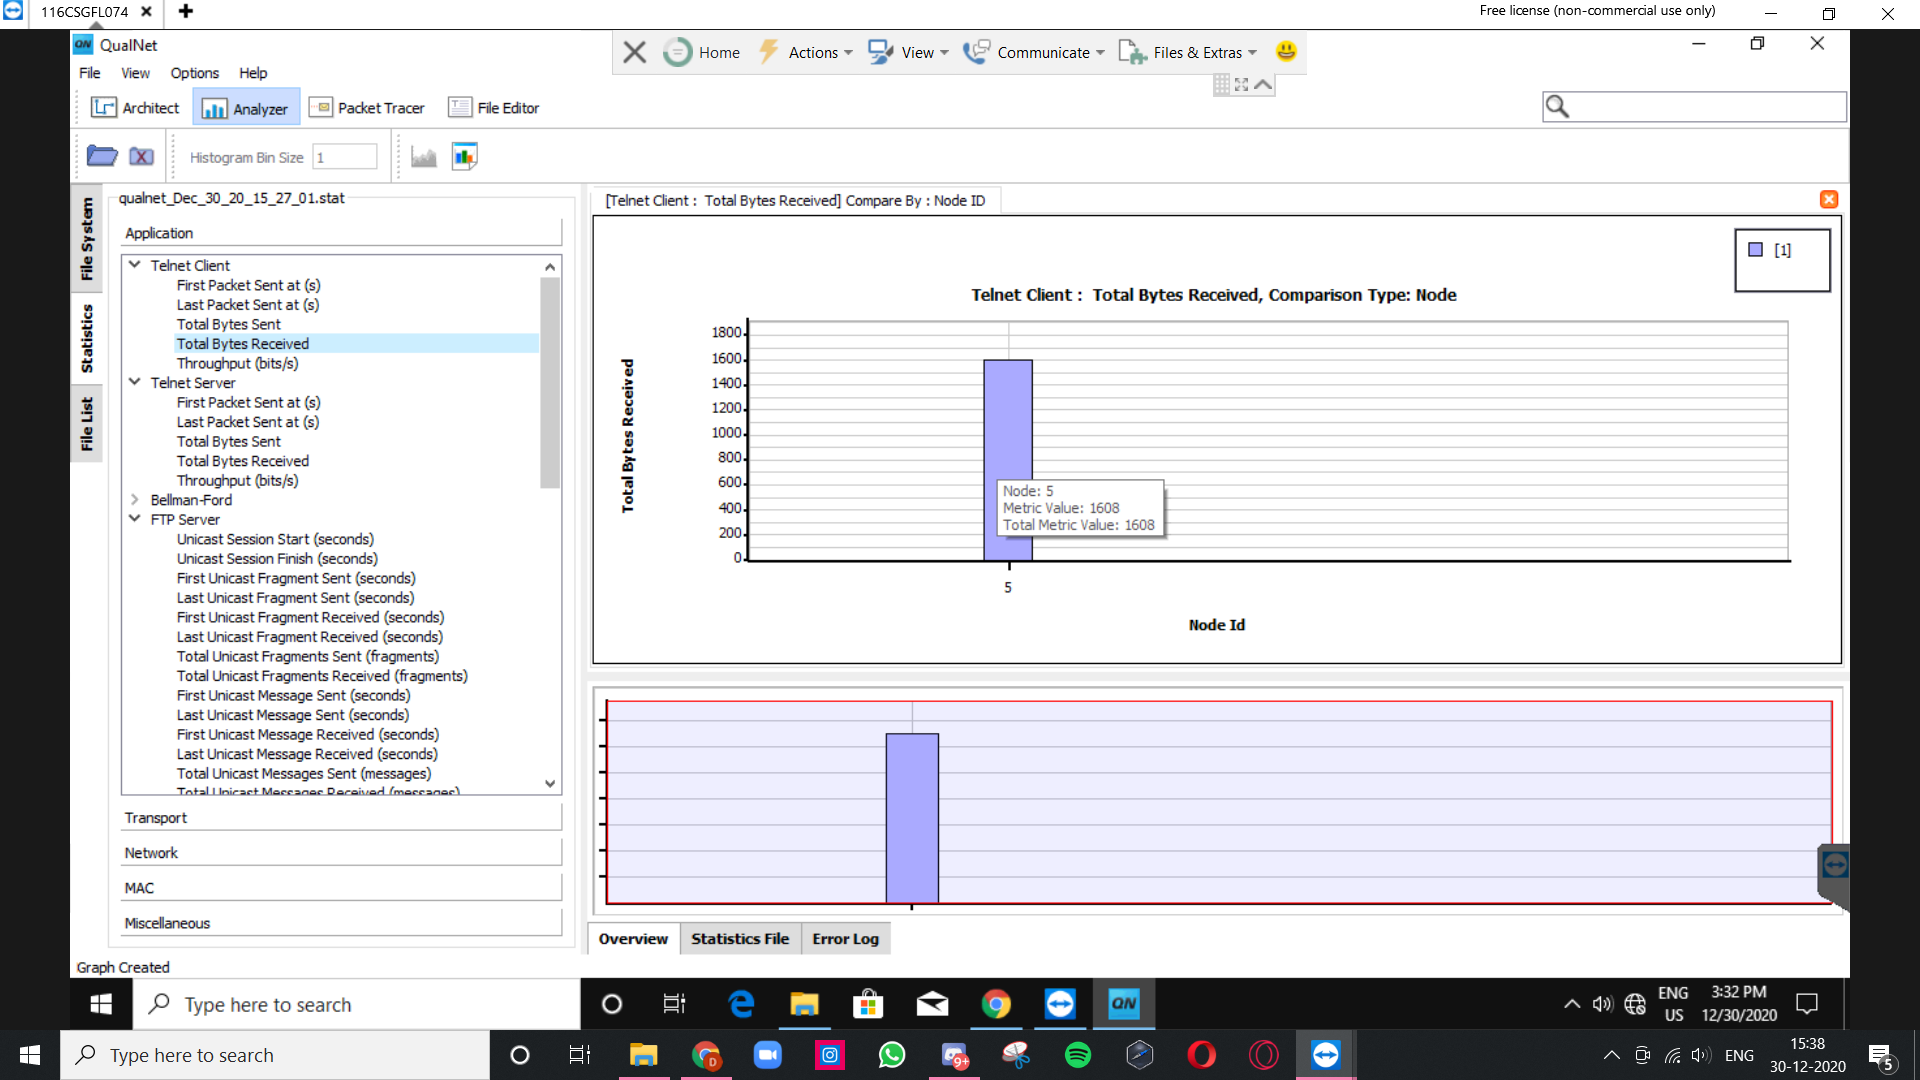 116CSGFL074
Free license (non-commercial use only)
QN QualNet
Home Actions View Communicate Files & Extras
File View Options Help
Architect Analyzer Packet Tracer File Editor
Histogram Bin Size 1
File System
Statistics
File List
qualnet_Dec_30_20_15_27_01.stat
Application
Telnet Client
First Packet Sent at (s)
Last Packet Sent at (s)
Total Bytes Sent
Total Bytes Received
Throughput (bits/s)
Telnet Server
First Packet Sent at (s)
Last Packet Sent at (s)
Total Bytes Sent
Total Bytes Received
Throughput (bits/s)
Bellman-Ford
FTP Server
Unicast Session Start (seconds)
Unicast Session Finish (seconds)
First Unicast Fragment Sent (seconds)
Last Unicast Fragment Sent (seconds)
First Unicast Fragment Received (seconds)
Last Unicast Fragment Received (seconds)
Total Unicast Fragments Sent (fragments)
Total Unicast Fragments Received (fragments)
First Unicast Message Sent (seconds)
Last Unicast Message Sent (seconds)
First Unicast Message Received (seconds)
Last Unicast Message Received (seconds)
Total Unicast Messages Sent (messages)
Total Unicast Messages Received (messages)
Transport
Network
MAC
Miscellaneous
Graph Created
[Telnet Client : Total Bytes Received] Compare By : Node ID
[1]
Telnet Client : Total Bytes Received, Comparison Type: Node
Total Bytes Received
1800
1600
1400
1200
1000
800
600
400
200
0
Node: 5
Metric Value: 1608
Total Metric Value: 1608
5
Node Id
Overview Statistics File Error Log
Type here to search
QN
ENG
US
3:32 PM
12/30/2020
Type here to search
D
9+
ENG
15:38
30-12-2020
5